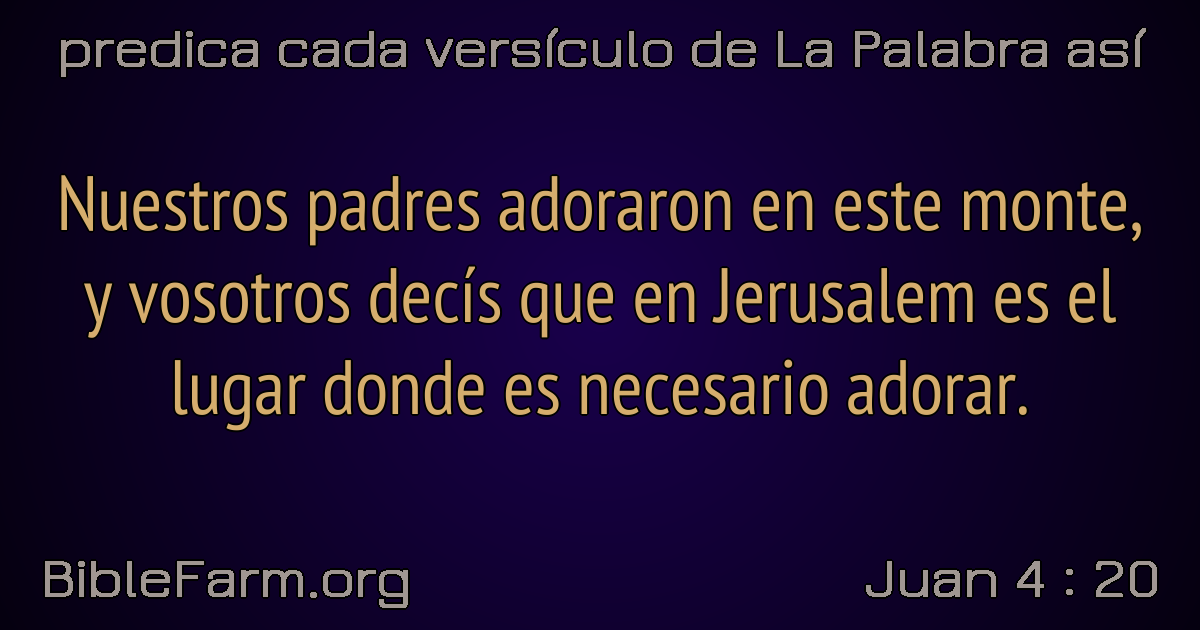 predica cada versículo de La Palabra así
Nuestros padres adoraron en este monte,
y vosotros decís que en Jerusalem es el
lugar donde es necesario adorar.
BibleFarm.org
Juan 4 : 20